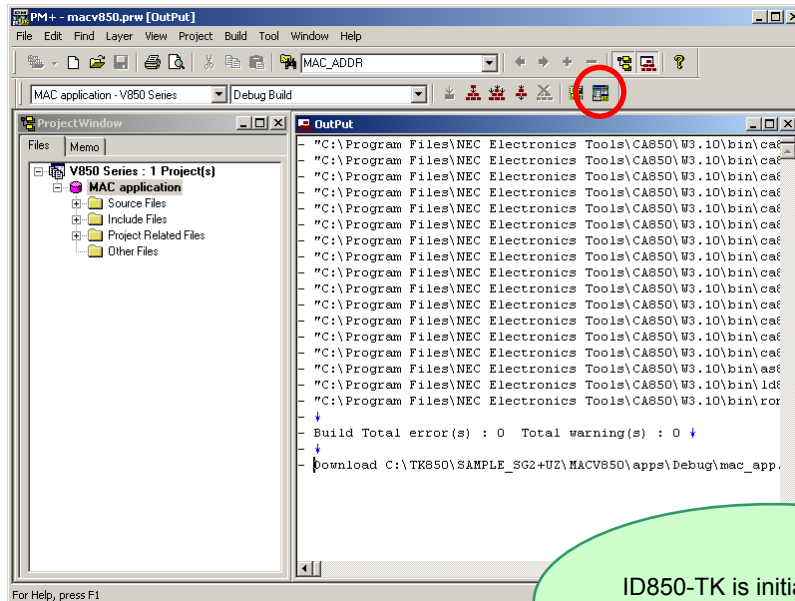 PM+ - macv850.prw [OutPut]
File Edit Find Layer View Project Build Tool Window Help
MAC_ADDR
MAC application - V850 Series Debug Build
ProjectWindow
Files Memo
V850 Series : 1 Project(s)
MAC application
Source Files
Include Files
Project Related Files
Other Files
OutPut
- "C:\Program Files\NEC Electronics Tools\CA850\W3.10\bin\ca8
- "C:\Program Files\NEC Electronics Tools\CA850\W3.10\bin\ca8
- "C:\Program Files\NEC Electronics Tools\CA850\W3.10\bin\ca8
- "C:\Program Files\NEC Electronics Tools\CA850\W3.10\bin\ca8
- "C:\Program Files\NEC Electronics Tools\CA850\W3.10\bin\ca8
- "C:\Program Files\NEC Electronics Tools\CA850\W3.10\bin\ca8
- "C:\Program Files\NEC Electronics Tools\CA850\W3.10\bin\ca8
- "C:\Program Files\NEC Electronics Tools\CA850\W3.10\bin\ca8
- "C:\Program Files\NEC Electronics Tools\CA850\W3.10\bin\ca8
- "C:\Program Files\NEC Electronics Tools\CA850\W3.10\bin\ca8
- "C:\Program Files\NEC Electronics Tools\CA850\W3.10\bin\ca8
- "C:\Program Files\NEC Electronics Tools\CA850\W3.10\bin\ca8
- "C:\Program Files\NEC Electronics Tools\CA850\W3.10\bin\ca8
- "C:\Program Files\NEC Electronics Tools\CA850\W3.10\bin\ca8
- "C:\Program Files\NEC Electronics Tools\CA850\W3.10\bin\as8
- "C:\Program Files\NEC Electronics Tools\CA850\W3.10\bin\ld8
- "C:\Program Files\NEC Electronics Tools\CA850\W3.10\bin\ron
- ↓
- Build Total error(s) : 0 Total warning(s) : 0 ↓
- ↓
- Download C:\TK850\SAMPLE_SG2+UZ\MACV850\apps\Debug\mac_app.
ID850-TK is initia
For Help, press F1